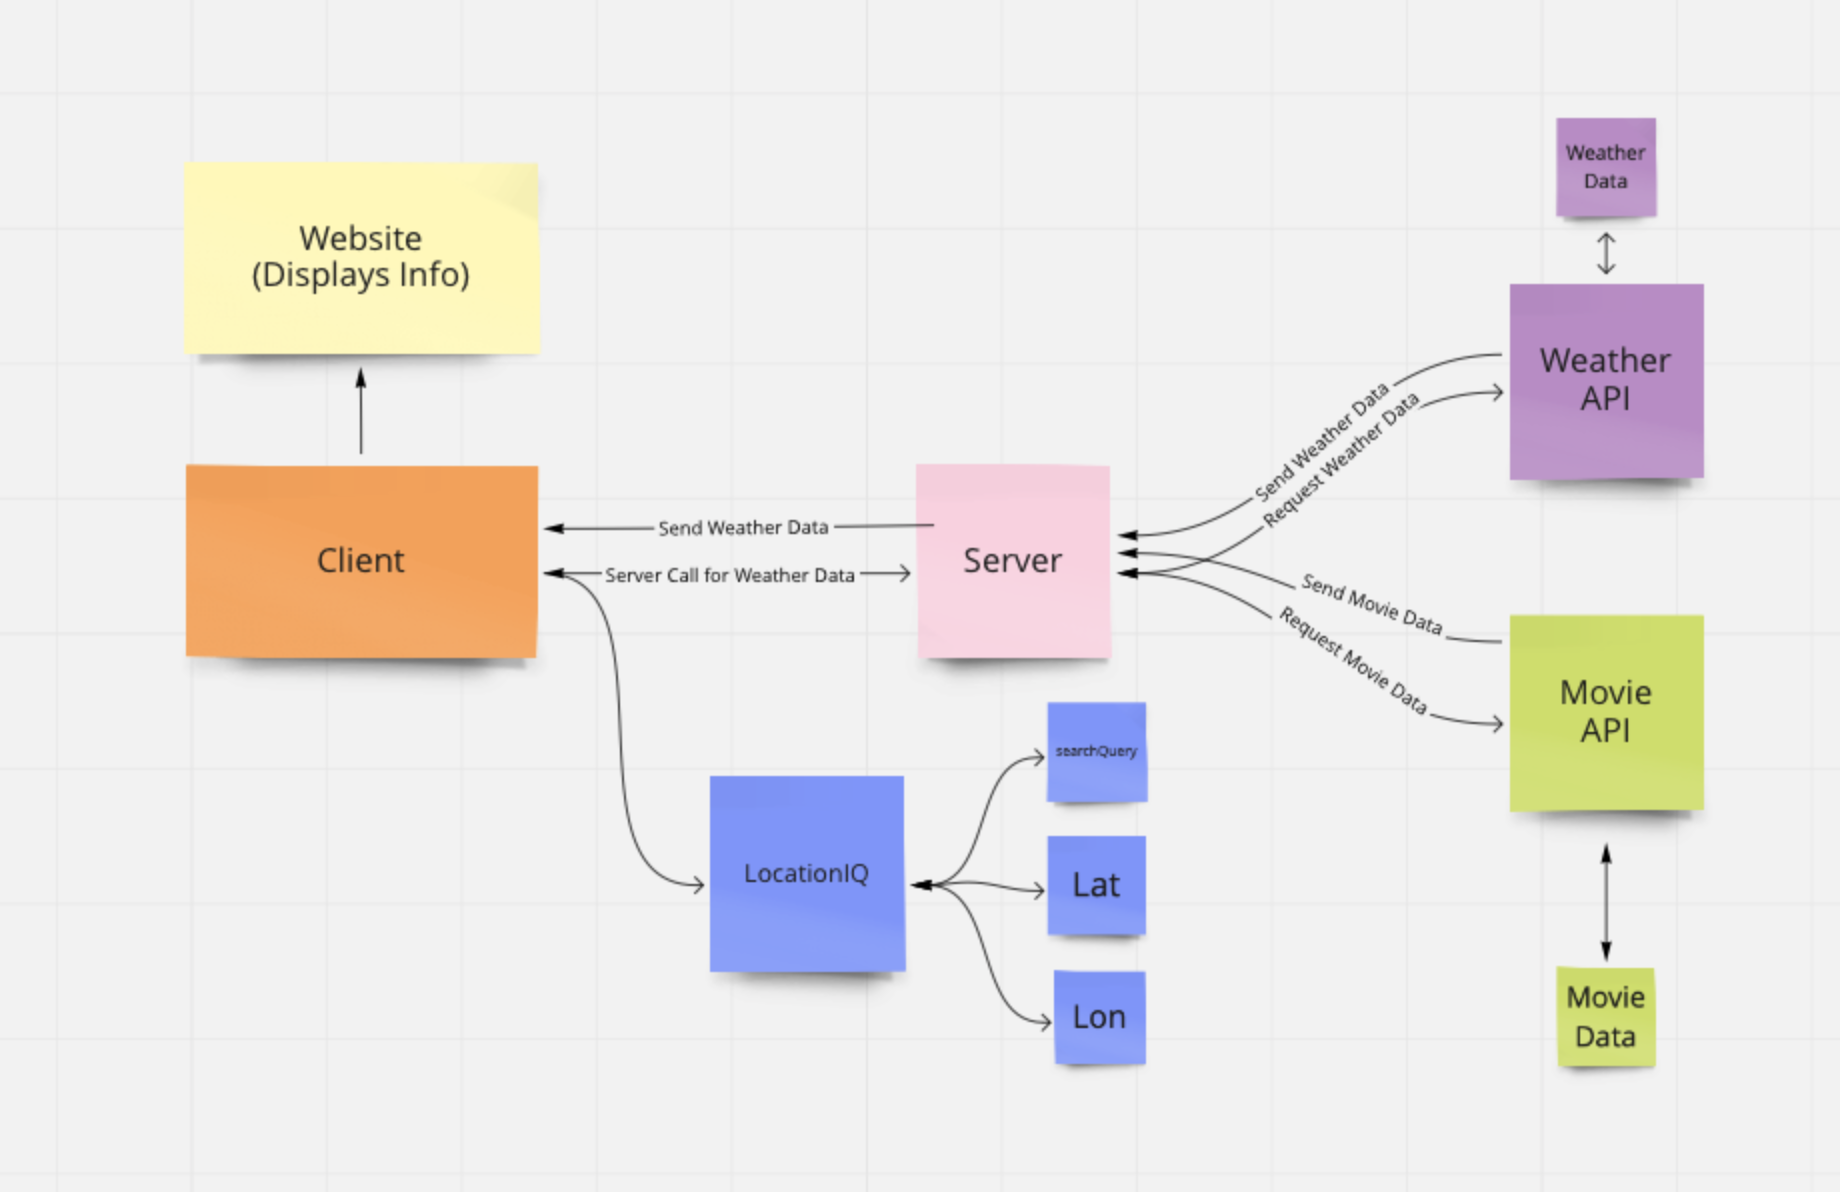 Weather
Data
Website
(Displays Info)
Weather
API
Send Weather Data
Request Weather Data
Client
Send Weather Data
Server Call for Weather Data
Server
Send Movie Data
Request Movie Data
Movie
API
searchQuery
LocationIQ
Lat
Lon
Movie
Data